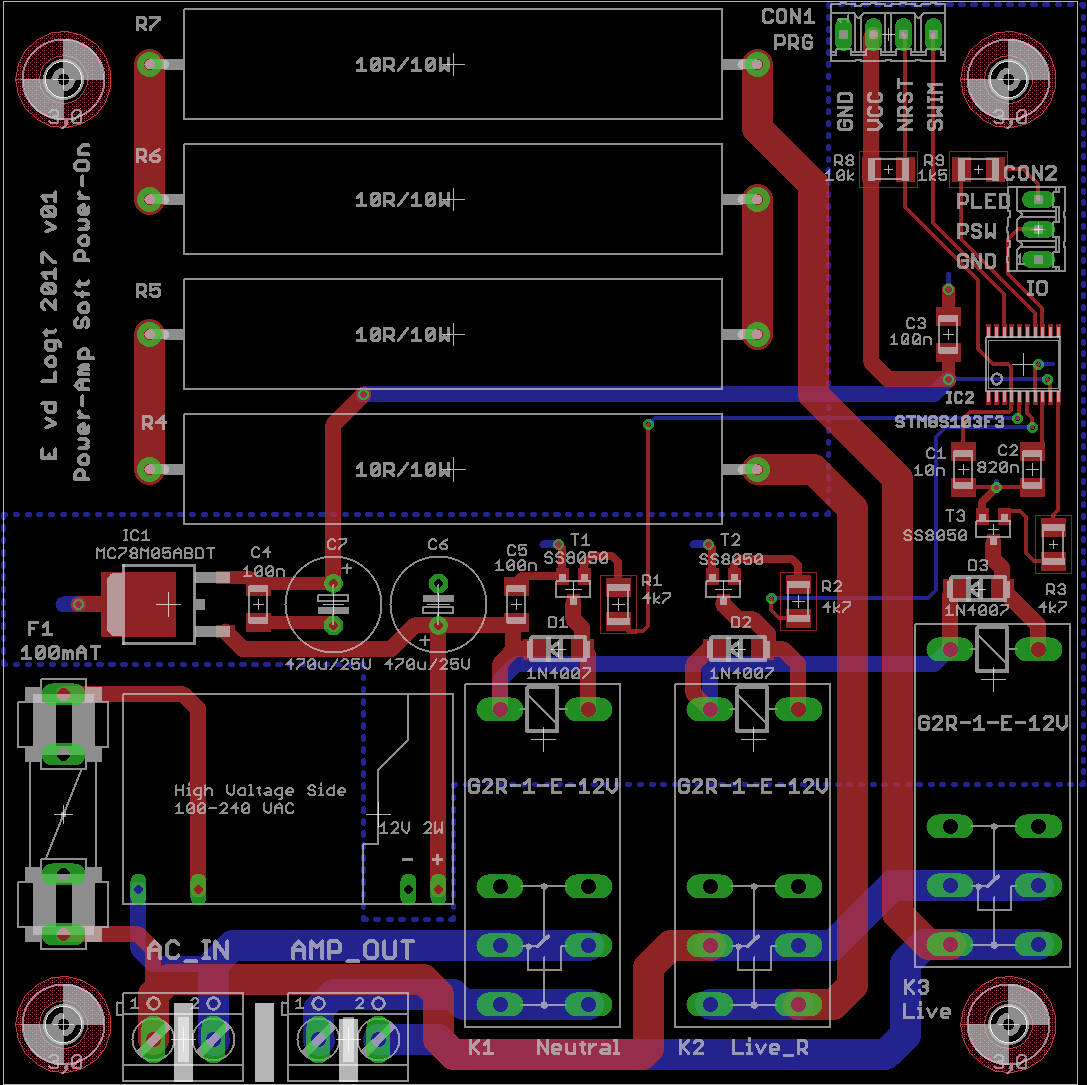 R7
CON1
PRG
10R/10W
GND
VCC
NRST
SWIM
3,0
3,0
R6
10R/10W
R8
10k
R9
1k5
CON2
PLED
PSW
GND
IO
E vd Logt 2017 v01
Power-Amp Soft Power-On
R5
10R/10W
C3
100n
IC2
STM8S103F3
R4
10R/10W
C1
10n
C2
820n
T3
SS8050
IC1
MC78M05ABDT
C4
100n
C7
+
470u/25V
C6
+
470u/25V
C5
100n
T1
SS8050
R1
4k7
D1
1N4007
T2
SS8050
R2
4k7
D2
1N4007
D3
1N4007
R3
4k7
F1
100mAT
High Voltage Side
100-240 VAC
12V 2W
- +
G2R-1-E-12V
G2R-1-E-12V
G2R-1-E-12V
AC_IN
AMP_OUT
1 2
1 2
K1 Neutral
K2 Live_R
K3
Live
3,0
3,0